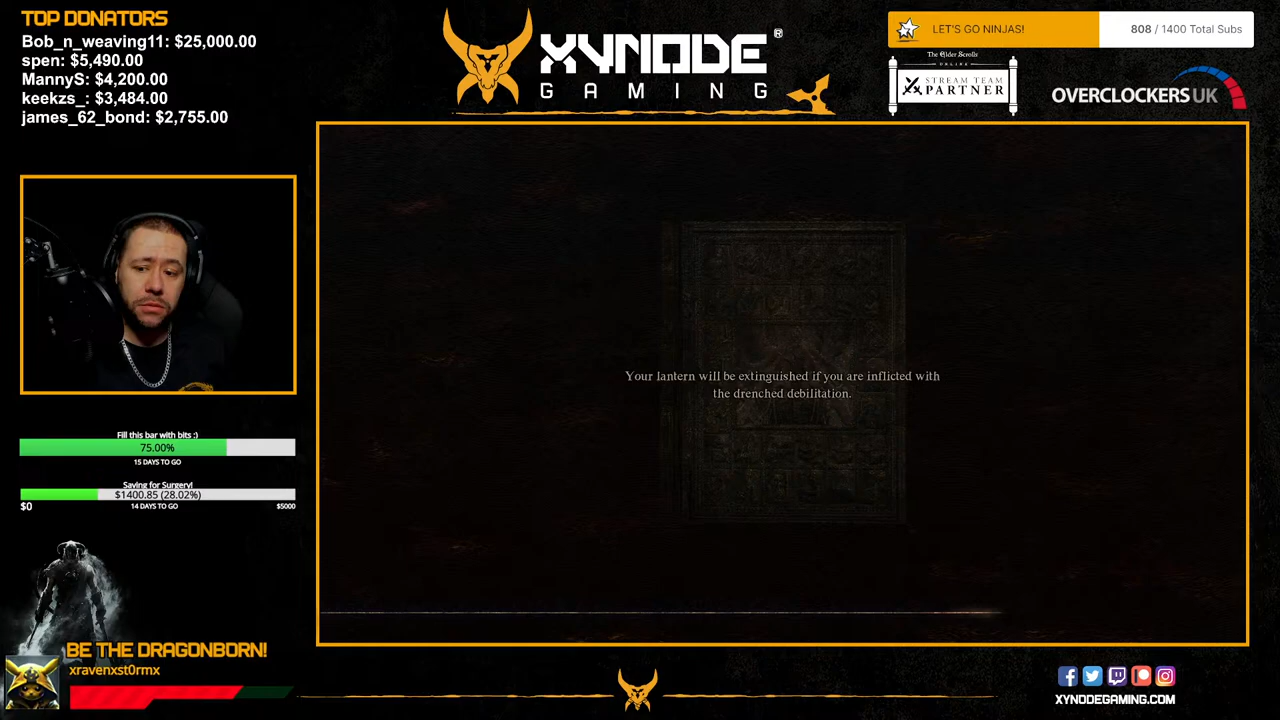 TOP DONATORS
Bob_n_weaving11: $25,000.00
spen: $5,490.00
MannyS: $4,200.00
keekzs_: $3,484.00
james_62_bond: $2,755.00
XYNODE®
GAMING
LET'S GO NINJAS!
808 / 1400 Total Subs
The Elder Scrolls
ONLINE
STREAM TEAM
PARTNER
OVERCLOCKERS UK
Your lantern will be extinguished if you are inflicted with
the drenched debilitation.
Fill this bar with bits :)
75.00%
15 DAYS TO GO
Saving for Surgery!
$1400.85 (28.02%)
$0
14 DAYS TO GO
$5000
BE THE DRAGONBORN!
xravenxst0rmx
XYNODEGAMING.COM